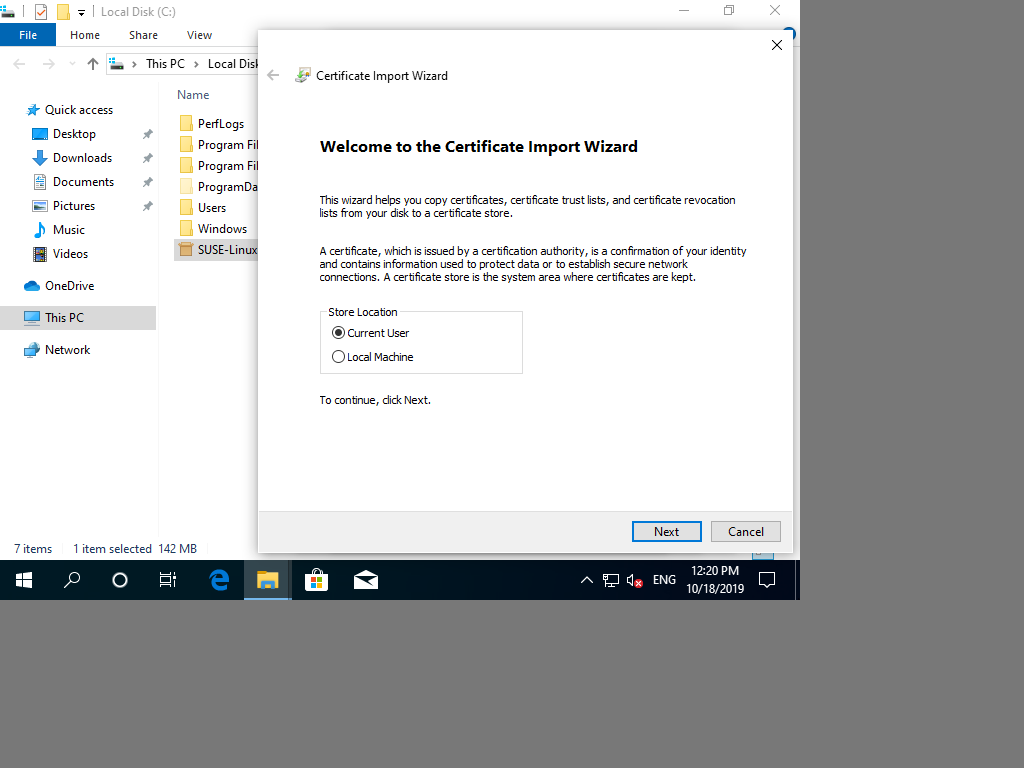 Local Disk (C:)
File
Home
Share
View
This PC
Local Disk
Certificate Import Wizard
Name
Quick access
Desktop
Downloads
Documents
Pictures
Music
Videos
OneDrive
This PC
Network
PerfLogs
Program Fil
Program Fil
ProgramDa
Users
Windows
SUSE-Linux
Welcome to the Certificate Import Wizard
This wizard helps you copy certificates, certificate trust lists, and certificate revocation
lists from your disk to a certificate store.
A certificate, which is issued by a certification authority, is a confirmation of your identity
and contains information used to protect data or to establish secure network
connections. A certificate store is the system area where certificates are kept.
Store Location
Current User
Local Machine
To continue, click Next.
Next
Cancel
7 items
1 item selected 142 MB
ENG
12:20 PM
10/18/2019